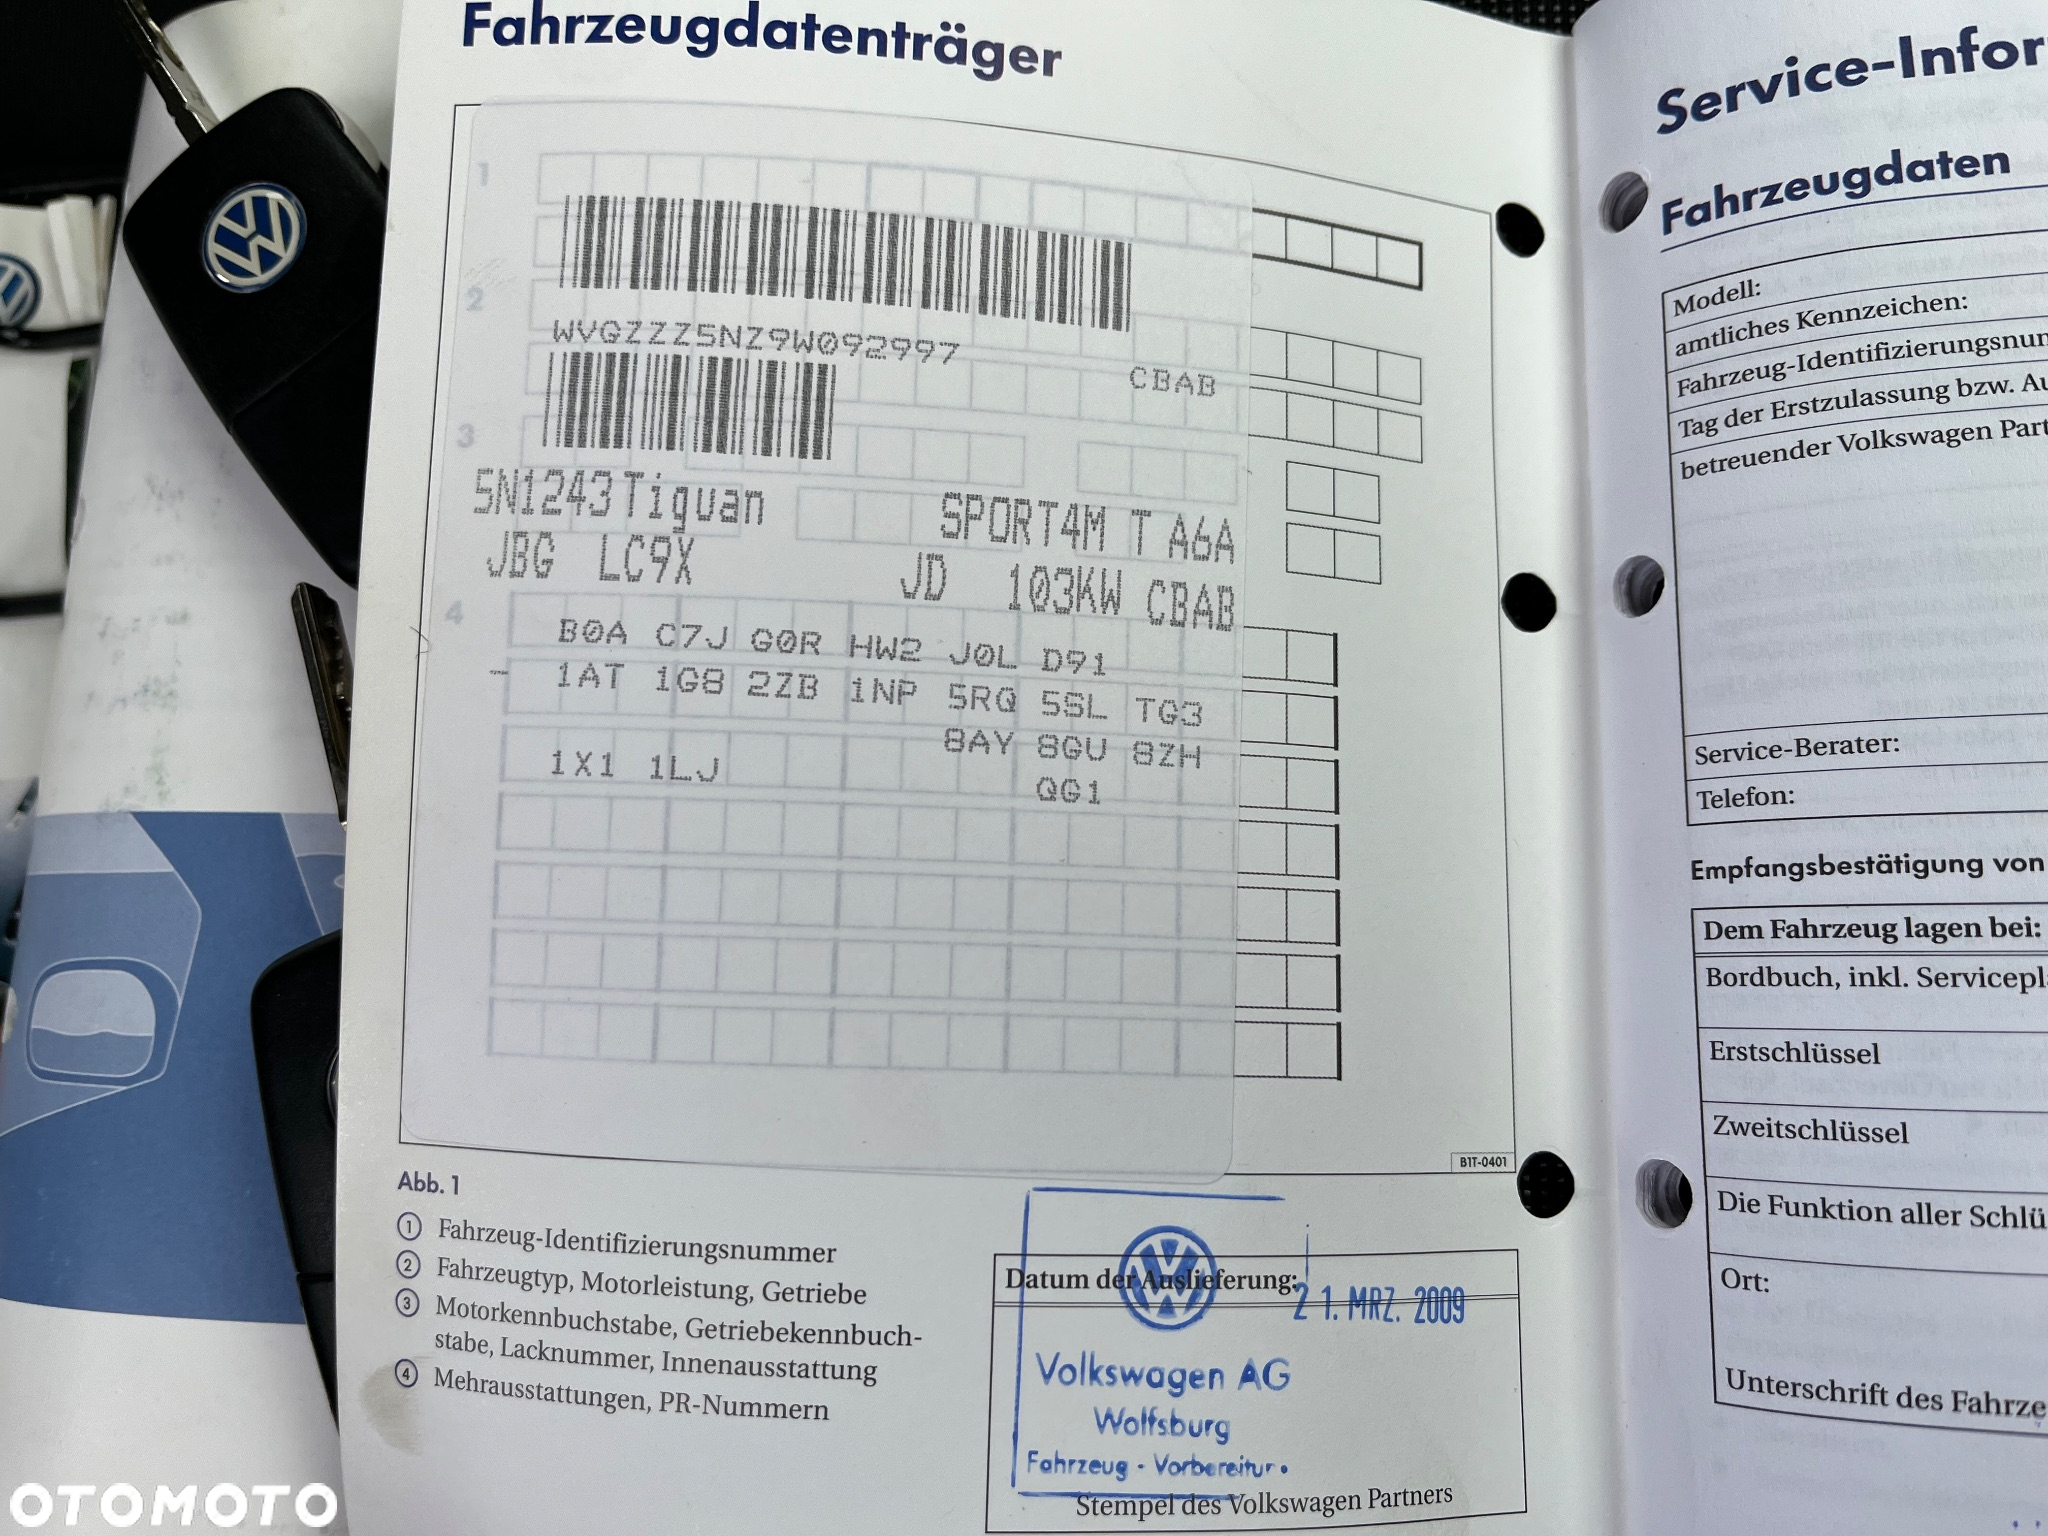 Fahrzeugdatenträger
1
WVGZZZ5NZ9W092997
CBAB
2
3
5N1243 Tiguan SPORT4M T A6A
JBG LC9X JD 103KW CBAB
4
B0A C7J G0R HW2 J0L D91
- 1AT 1G8 2ZB 1NP 5RQ 5SL TG3
8AY 8GU 8ZH
1X1 1LJ QG1
B1T-0401
Abb. 1
1 Fahrzeug-Identifizierungsnummer
2 Fahrzeugtyp, Motorleistung, Getriebe
3 Motorkennbuchstabe, Getriebekennbuch-
stabe, Lacknummer, Innenausstattung
4 Mehrausstattungen, PR-Nummern
Datum der Auslieferung:
21. MRZ. 2009
Volkswagen AG
Wolfsburg
Fahrzeug - Vorbereitur.
Stempel des Volkswagen Partners
Service-Infor
Fahrzeugdaten
Modell:
amtliches Kennzeichen:
Fahrzeug-Identifizierungsnum
Tag der Erstzulassung bzw. Au
betreuender Volkswagen Part
Service-Berater:
Telefon:
Empfangsbestätigung von
Dem Fahrzeug lagen bei:
Bordbuch, inkl. Servicepla
Erstschlüssel
Zweitschlüssel
Die Funktion aller Schlü
Ort:
Unterschrift des Fahrze
OTOMOTO